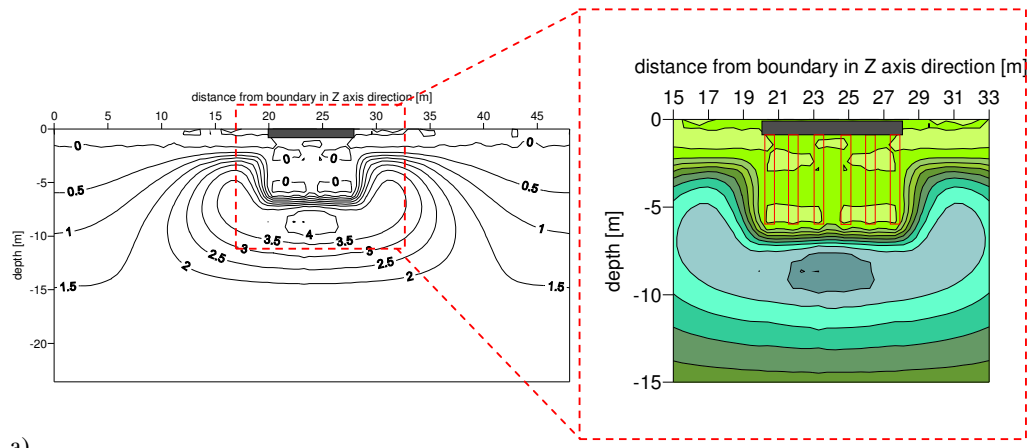 distance from boundary in Z axis direction [m]
15 17 19 21 23 25 27 29 31 33
0
-5
-10
-15
depth [m]
distance from boundary in Z axis direction [m]
0 5 10 15 20 25 30 35 40 45
0
-5
-10
-15
-20
depth [m]
0 0
0
0 0
0.5 0.5
1 1
4
3.5 3.5
3 3
2.5 2.5
2 2
1.5 1.5
a)